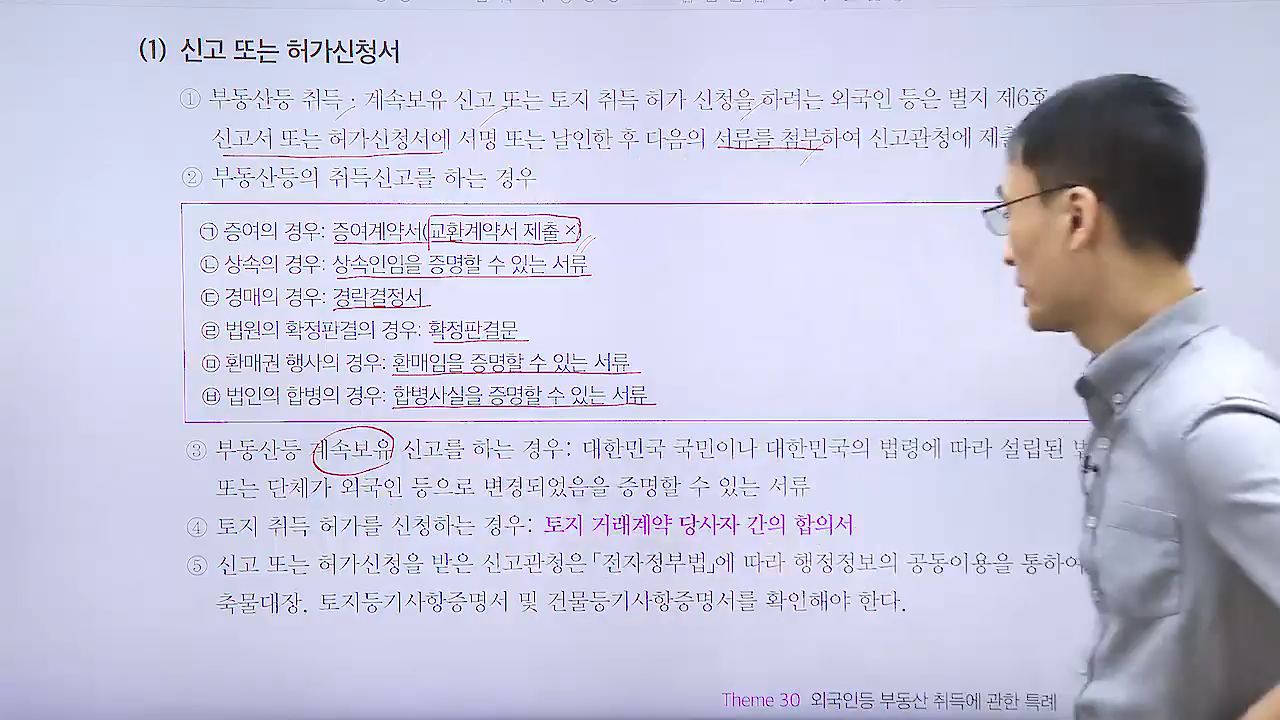 (1) 신고 또는 허가신청서
① 부동산등 취득·계속보유 신고 또는 토지 취득 허가 신청을 하려는 외국인 등은 별지 제6호
신고서 또는 허가신청서에 서명 또는 날인한 후 다음의 서류를 첨부하여 신고관청에
② 부동산등의 취득신고를 하는 경우
㉠ 증여의 경우: 증여계약서(교환계약서 제출 ×)
㉡ 상속의 경우: 상속인임을 증명할 수 있는 서류
㉢ 경매의 경우: 경락결정서
㉣ 법원의 확정판결의 경우: 확정판결문
㉤ 환매권 행사의 경우: 환매임을 증명할 수 있는 서류
㉥ 법인의 합병의 경우: 합병사실을 증명할 수 있는 서류
③ 부동산등 계속보유 신고를 하는 경우: 대한민국 국민이나 대한민국의 법령에 따라 설립된
또는 단체가 외국인 등으로 변경되었음을 증명할 수 있는 서류
④ 토지 취득 허가를 신청하는 경우: 토지 거래계약 당사자 간의 합의서
⑤ 신고 또는 허가신청을 받은 신고관청은 「전자정부법」에 따라 행정정보의 공동이용을 통하여
축물대장, 토지등기사항증명서 및 건물등기사항증명서를 확인해야 한다.
Theme 30 외국인등 부동산 취득에 관한 특례